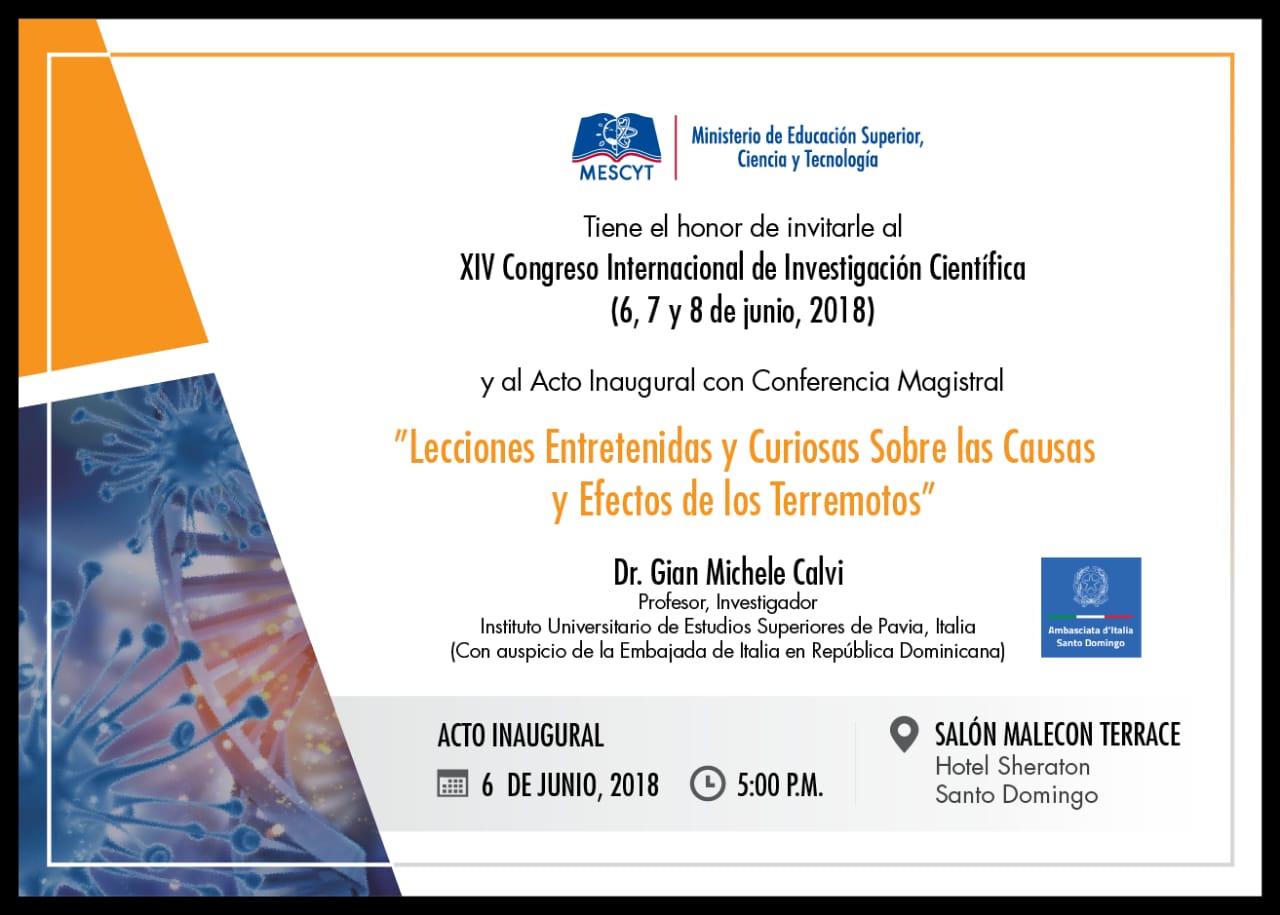 MESCYT
Ministerio de Educación Superior,
Ciencia y Tecnología
Tiene el honor de invitarle al
XIV Congreso Internacional de Investigación Científica
(6, 7 y 8 de junio, 2018)
y al Acto Inaugural con Conferencia Magistral
”Lecciones Entretenidas y Curiosas Sobre las Causas
y Efectos de los Terremotos”
Dr. Gian Michele Calvi
Profesor, Investigador
Instituto Universitario de Estudios Superiores de Pavia, Italia
(Con auspicio de la Embajada de Italia en República Dominicana)
Ambasciata d'Italia
Santo Domingo
ACTO INAUGURAL
6 DE JUNIO, 2018
5:00 P.M.
SALÓN MALECON TERRACE
Hotel Sheraton
Santo Domingo